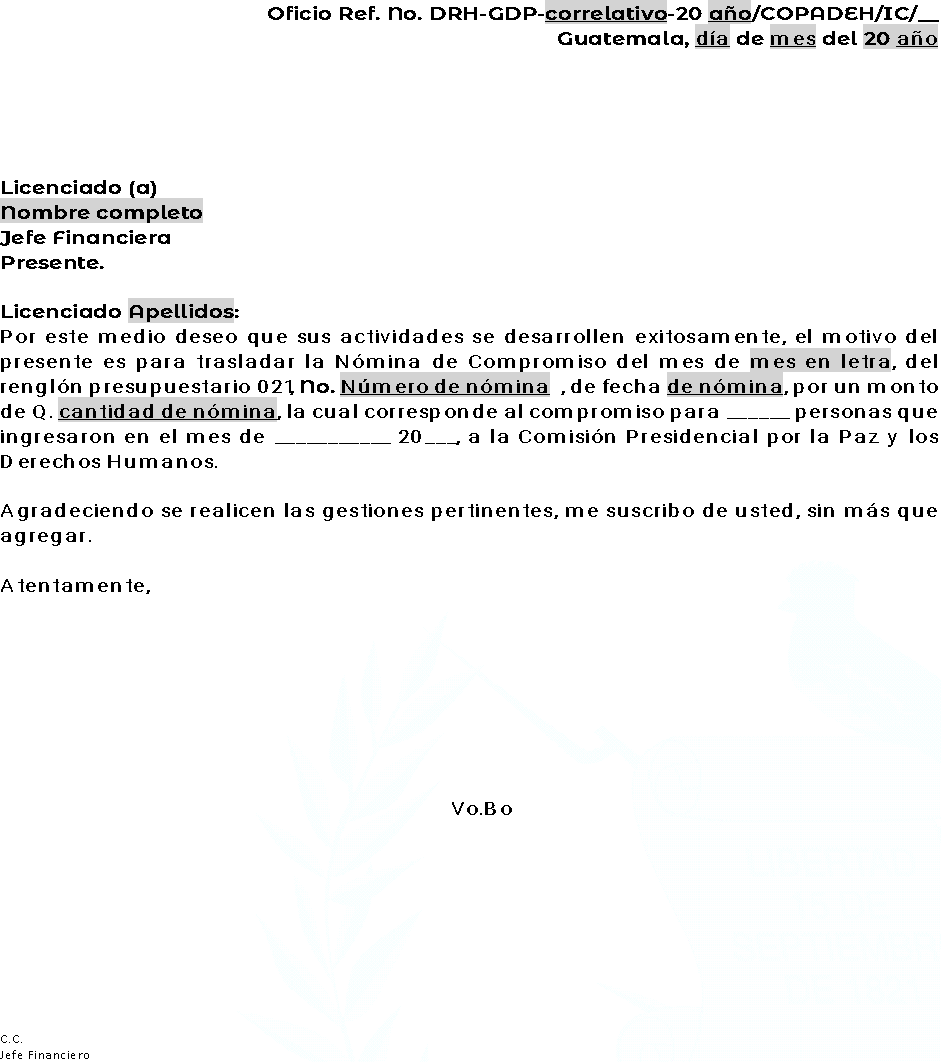 Oficio Ref. No. DRH-GDP-correlativo-20 año/COPADEH/IC/__
Guatemala, día de mes del 20 año
Licenciado (a)
Nombre completo
Jefe Financiera
Presente.
Licenciado Apellidos:
Por este medio deseo que sus actividades se desarrollen exitosamente, el motivo del
presente es para trasladar la Nómina de Compromiso del mes de mes en letra, del
renglón presupuestario 021, No. Número de nómina , de fecha de nómina, por un monto
de Q. cantidad de nómina, la cual corresponde al compromiso para ______ personas que
ingresaron en el mes de ___________ 20___, a la Comisión Presidencial por la Paz y los
Derechos Humanos.
Agradeciendo se realicen las gestiones pertinentes, me suscribo de usted, sin más que
agregar.
Atentamente,
Vo.Bo
C.C.
Jefe Financiero